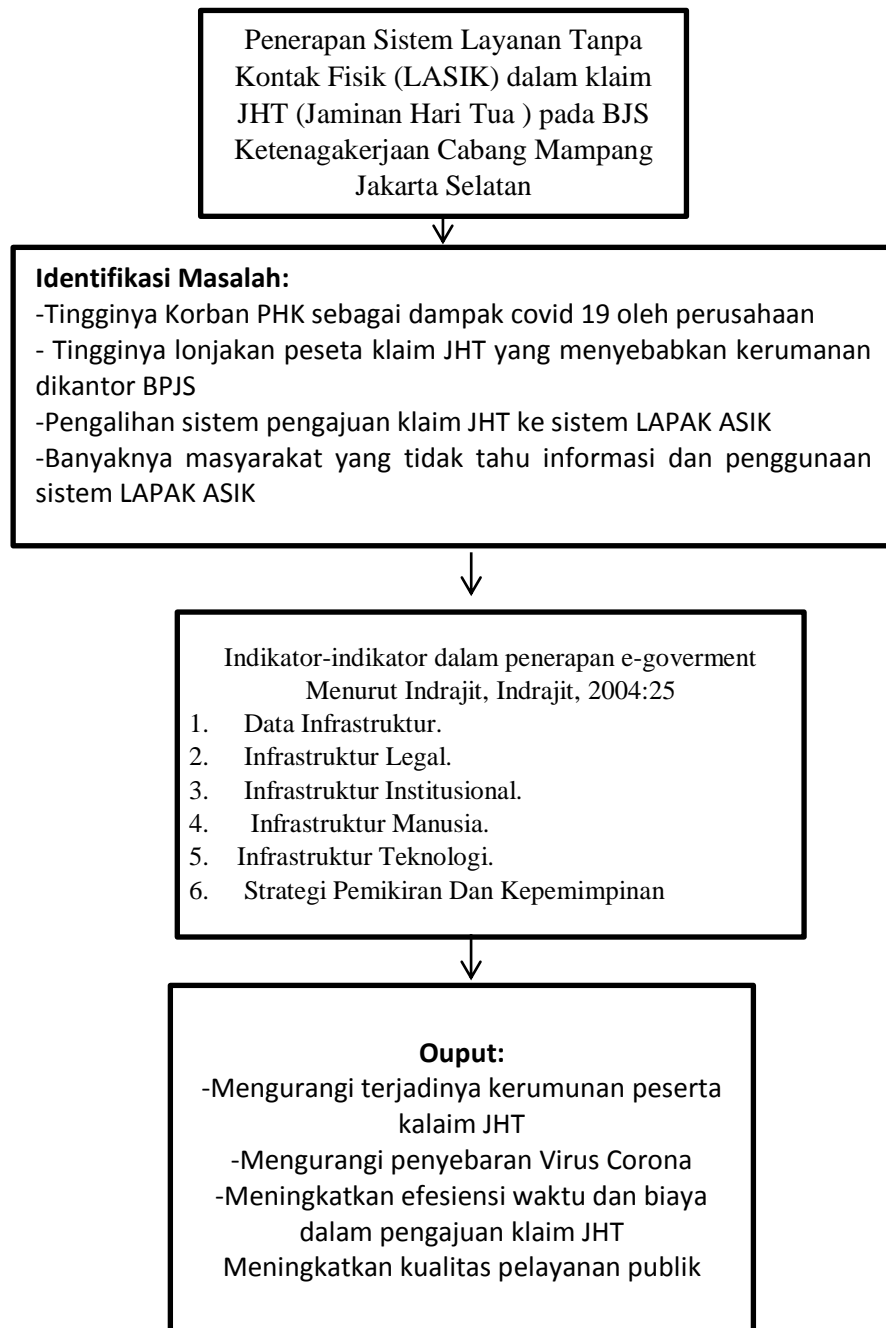 Penerapan Sistem Layanan Tanpa
Kontak Fisik (LASIK) dalam klaim
JHT (Jaminan Hari Tua ) pada BJS
Ketenagakerjaan Cabang Mampang
Jakarta Selatan
Identifikasi Masalah:
-Tingginya Korban PHK sebagai dampak covid 19 oleh perusahaan
- Tingginya lonjakan peseta klaim JHT yang menyebabkan kerumanan
dikantor BPJS
-Pengalihan sistem pengajuan klaim JHT ke sistem LAPAK ASIK
-Banyaknya masyarakat yang tidak tahu informasi dan penggunaan
sistem LAPAK ASIK
Indikator-indikator dalam penerapan e-goverment
Menurut Indrajit, Indrajit, 2004:25
1. Data Infrastruktur.
2. Infrastruktur Legal.
3. Infrastruktur Institusional.
4. Infrastruktur Manusia.
5. Infrastruktur Teknologi.
6. Strategi Pemikiran Dan Kepemimpinan
Ouput:
-Mengurangi terjadinya kerumunan peserta
kalaim JHT
-Mengurangi penyebaran Virus Corona
-Meningkatkan efesiensi waktu dan biaya
dalam pengajuan klaim JHT
Meningkatkan kualitas pelayanan publik